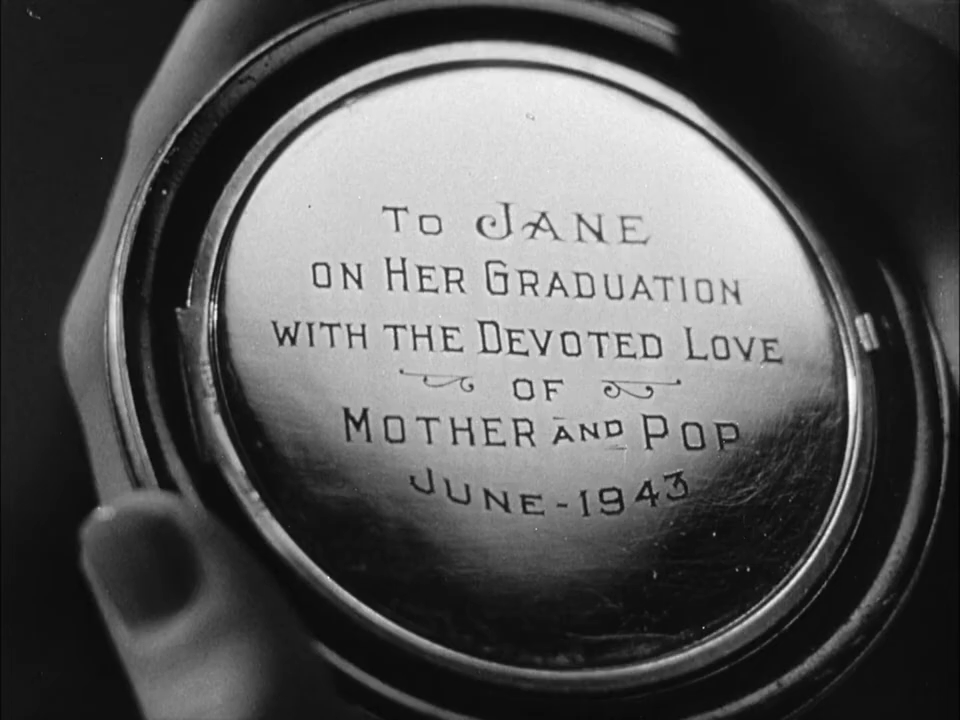 To JANE
ON HER GRADUATION
WITH THE DEVOTED LOVE
OF
MOTHER AND POP
JUNE-1943